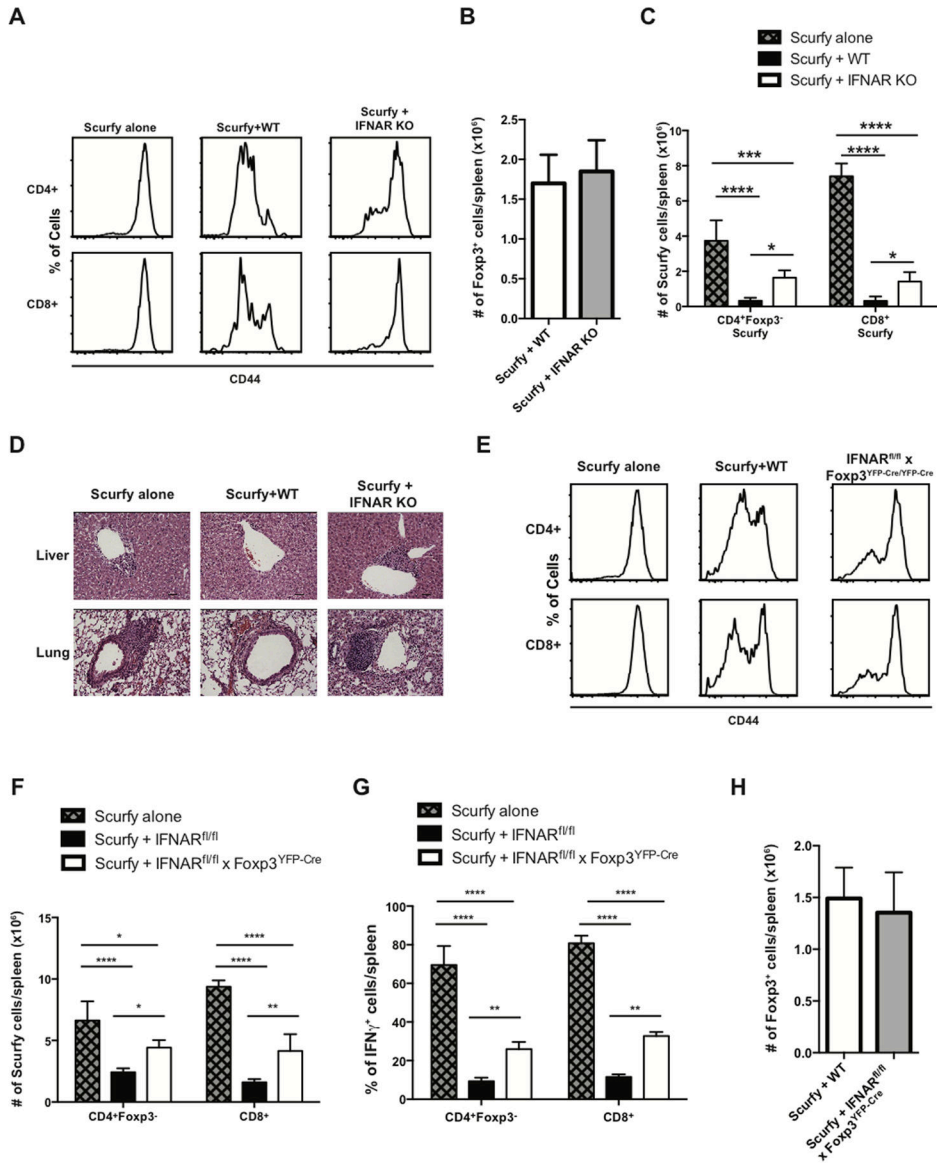 A
Scurfy alone
Scurfy+WT
Scurfy +
IFNAR KO
CD4+
CD8+
% of Cells
CD44
B
# of Foxp3⁺ cells/spleen (x10⁶)
2.5
2.0
1.5
1.0
0.5
0.0
Scurfy + WT
Scurfy + IFNAR KO
C
Scurfy alone
Scurfy + WT
Scurfy + IFNAR KO
# of Scurfy cells/spleen (x10⁶)
10
8
6
4
2
0
***
****
*
****
****
*
CD4⁺Foxp3⁻
Scurfy
CD8⁺
Scurfy
D
Scurfy alone
Scurfy+WT
Scurfy +
IFNAR KO
Liver
Lung
E
Scurfy alone
Scurfy+WT
IFNARfl/fl x
Foxp3YFP-Cre/YFP-Cre
CD4+
CD8+
% of Cells
CD44
F
Scurfy alone
Scurfy + IFNARfl/fl
Scurfy + IFNARfl/fl x Foxp3YFP-Cre
# of Scurfy cells/spleen (x10⁶)
15
10
5
0
*
****
*
****
****
**
CD4⁺Foxp3⁻
CD8⁺
G
Scurfy alone
Scurfy + IFNARfl/fl
Scurfy + IFNARfl/fl x Foxp3YFP-Cre
% of IFNγ⁺ cells/spleen
100
80
60
40
20
0
****
****
**
****
****
**
CD4⁺Foxp3⁻
CD8⁺
H
# of Foxp3⁺ cells/spleen (x10⁶)
2.0
1.5
1.0
0.5
0.0
Scurfy + WT
Scurfy + IFNARfl/fl
x Foxp3YFP-Cre